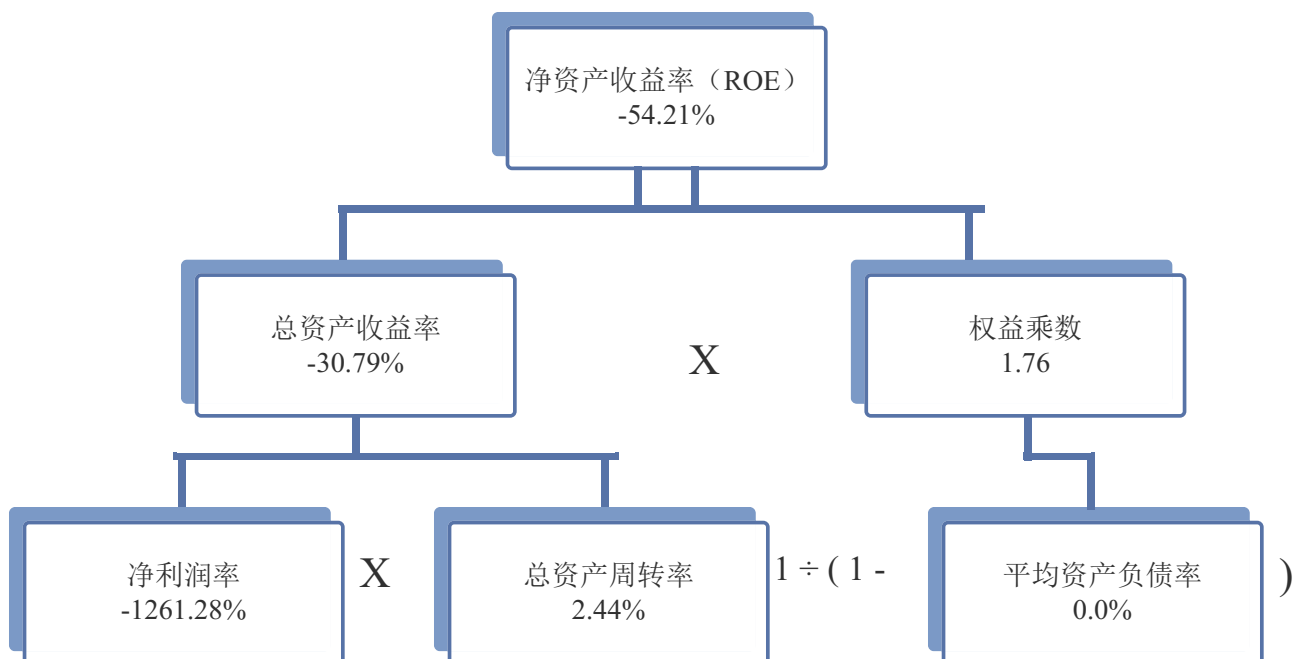 净资产收益率（ROE）
-54.21%
总资产收益率
-30.79%
X
权益乘数
1.76
净利润率
-1261.28%
X
总资产周转率
2.44%
1 ÷ ( 1 -
平均资产负债率
0.0%
)